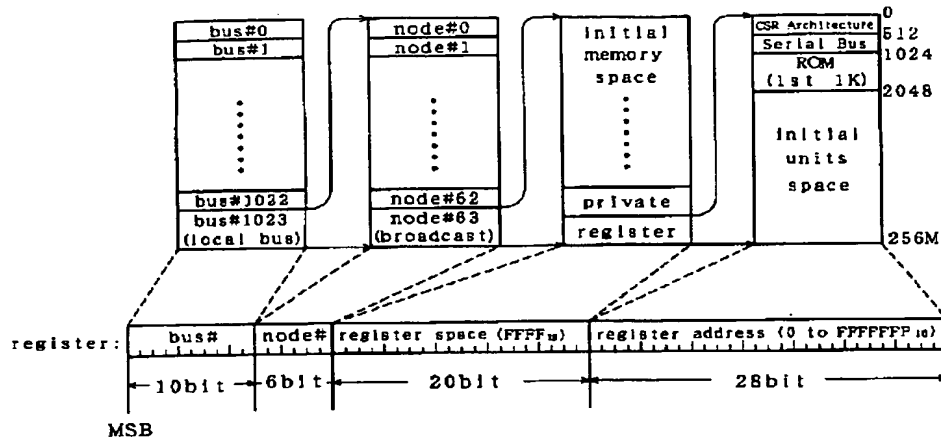 bus#0
bus#1
bus#1022
bus#1023
(local bus)
node#0
node#1
node#62
node#63
(broadcast)
initial
memory
space
private
register
CSR Architecture
Serial Bus
ROM
(1st 1K)
initial
units
space
0
512
1024
2048
256M
register:
bus#
node#
register space (FFFF₁₆)
register address (0 to FFFFFFF₁₆)
10bit
6bit
20bit
28bit
MSB